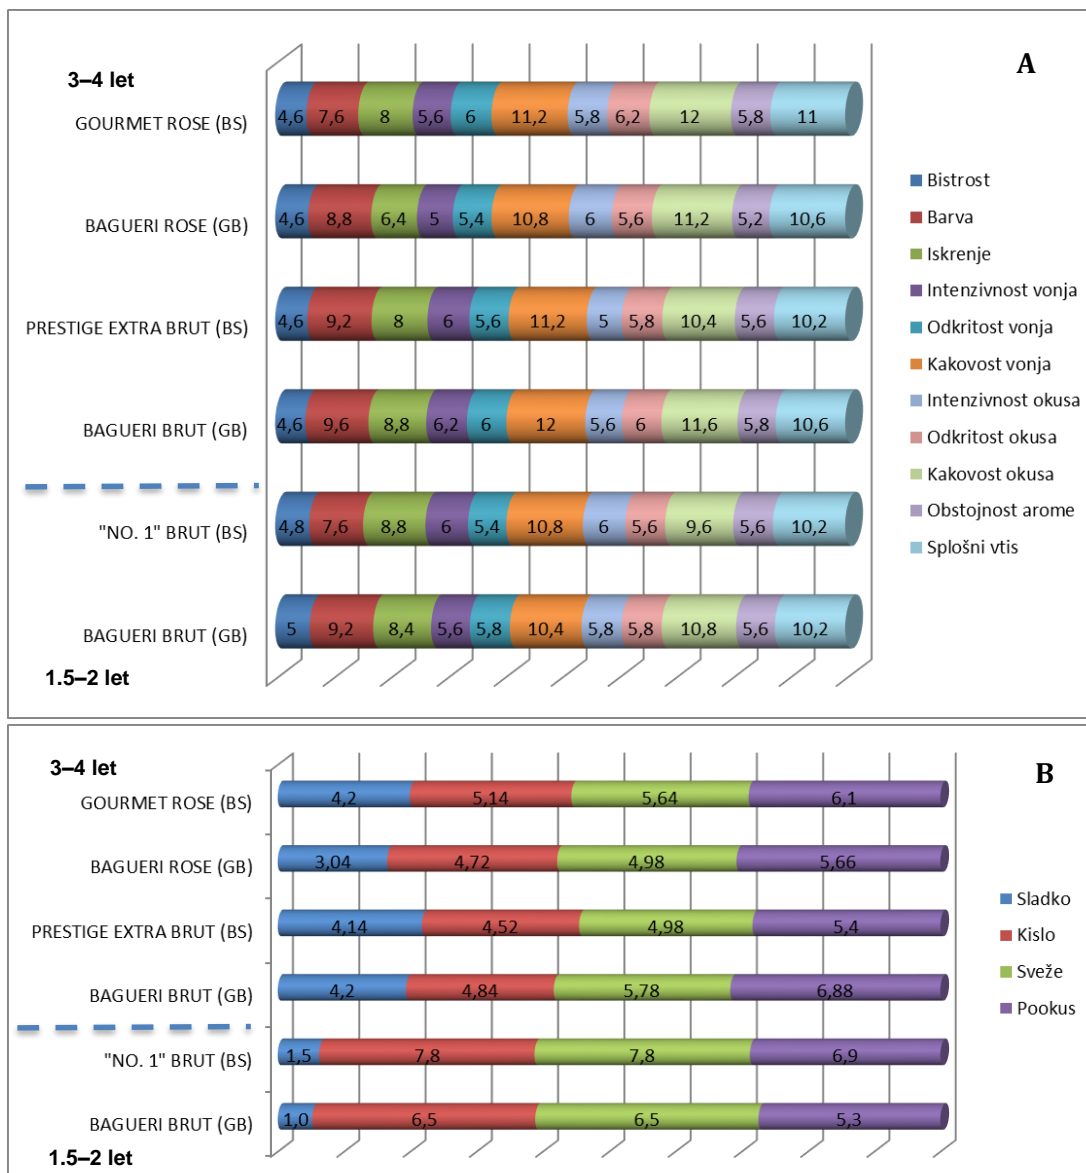 A
3–4 let
GOURMET ROSE (BS)
4,6 7,6 8 5,6 6 11,2 5,8 6,2 12 5,8 11
BAGUERI ROSE (GB)
4,6 8,8 6,4 5 5,4 10,8 6 5,6 11,2 5,2 10,6
PRESTIGE EXTRA BRUT (BS)
4,6 9,2 8 6 5,6 11,2 5 5,8 10,4 5,6 10,2
BAGUERI BRUT (GB)
4,6 9,6 8,8 6,2 6 12 5,6 6 11,6 5,8 10,6
"NO. 1" BRUT (BS)
4,8 7,6 8,8 6 5,4 10,8 6 5,6 9,6 5,6 10,2
BAGUERI BRUT (GB)
5 9,2 8,4 5,6 5,8 10,4 5,8 5,8 10,8 5,6 10,2
1.5–2 let
Bistrost
Barva
Iskrenje
Intenzivnost vonja
Odkritost vonja
Kakovost vonja
Intenzivnost okusa
Odkritost okusa
Kakovost okusa
Obstojnost arome
Splošni vtis
B
3–4 let
GOURMET ROSE (BS)
4,2 5,14 5,64 6,1
BAGUERI ROSE (GB)
3,04 4,72 4,98 5,66
PRESTIGE EXTRA BRUT (BS)
4,14 4,52 4,98 5,4
BAGUERI BRUT (GB)
4,2 4,84 5,78 6,88
"NO. 1" BRUT (BS)
1,5 7,8 7,8 6,9
BAGUERI BRUT (GB)
1,0 6,5 6,5 5,3
1.5–2 let
Sladko
Kislo
Sveže
Pookus